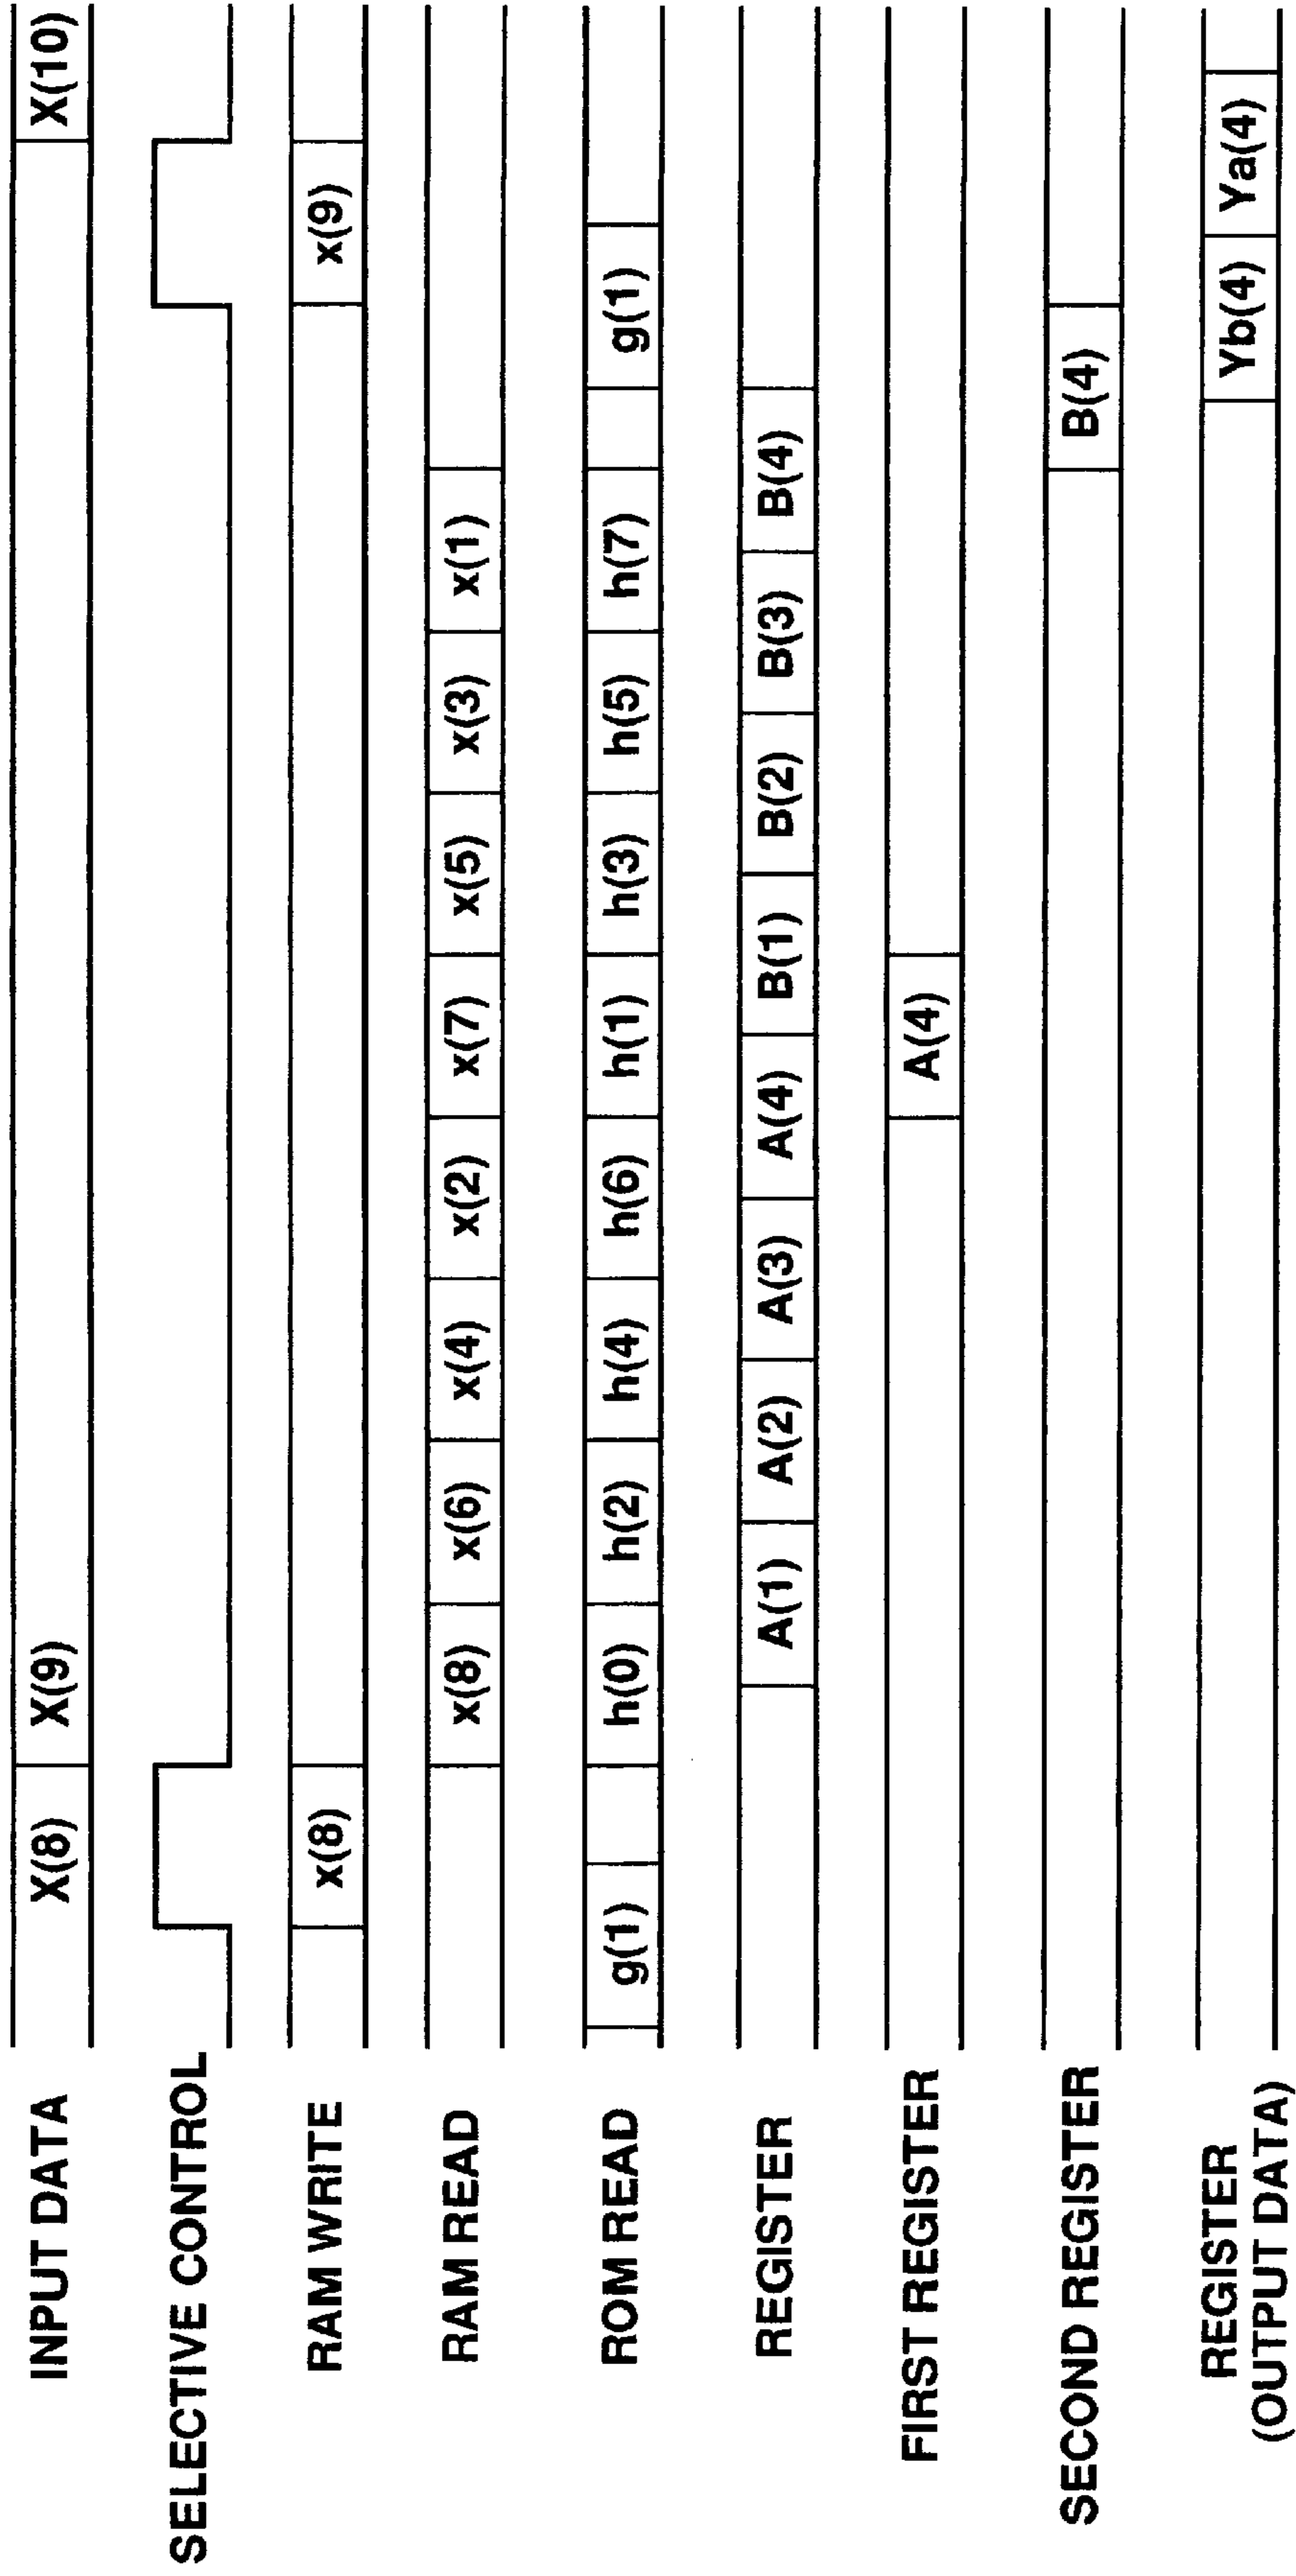 INPUT DATA X(8) X(9) X(10)
SELECTIVE CONTROL
RAM WRITE x(8) x(9)
RAM READ x(8) x(6) x(4) x(2) x(7) x(5) x(3) x(1)
ROM READ g(1) h(0) h(2) h(4) h(6) h(1) h(3) h(5) h(7) g(1)
REGISTER A(1) A(2) A(3) A(4) B(1) B(2) B(3) B(4)
FIRST REGISTER A(4)
SECOND REGISTER B(4)
REGISTER
(OUTPUT DATA) Yb(4) Ya(4)